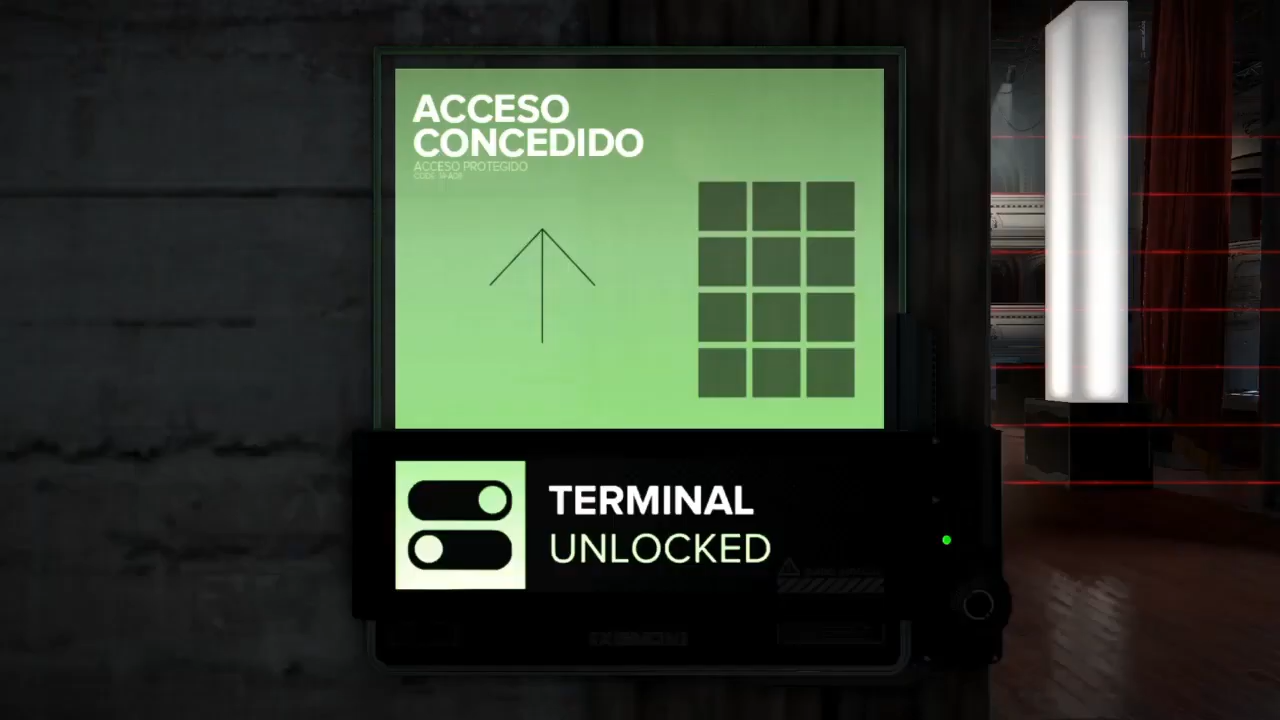 ACCESO
CONCEDIDO
ACCESO PROTEGIDO
TERMINAL
UNLOCKED